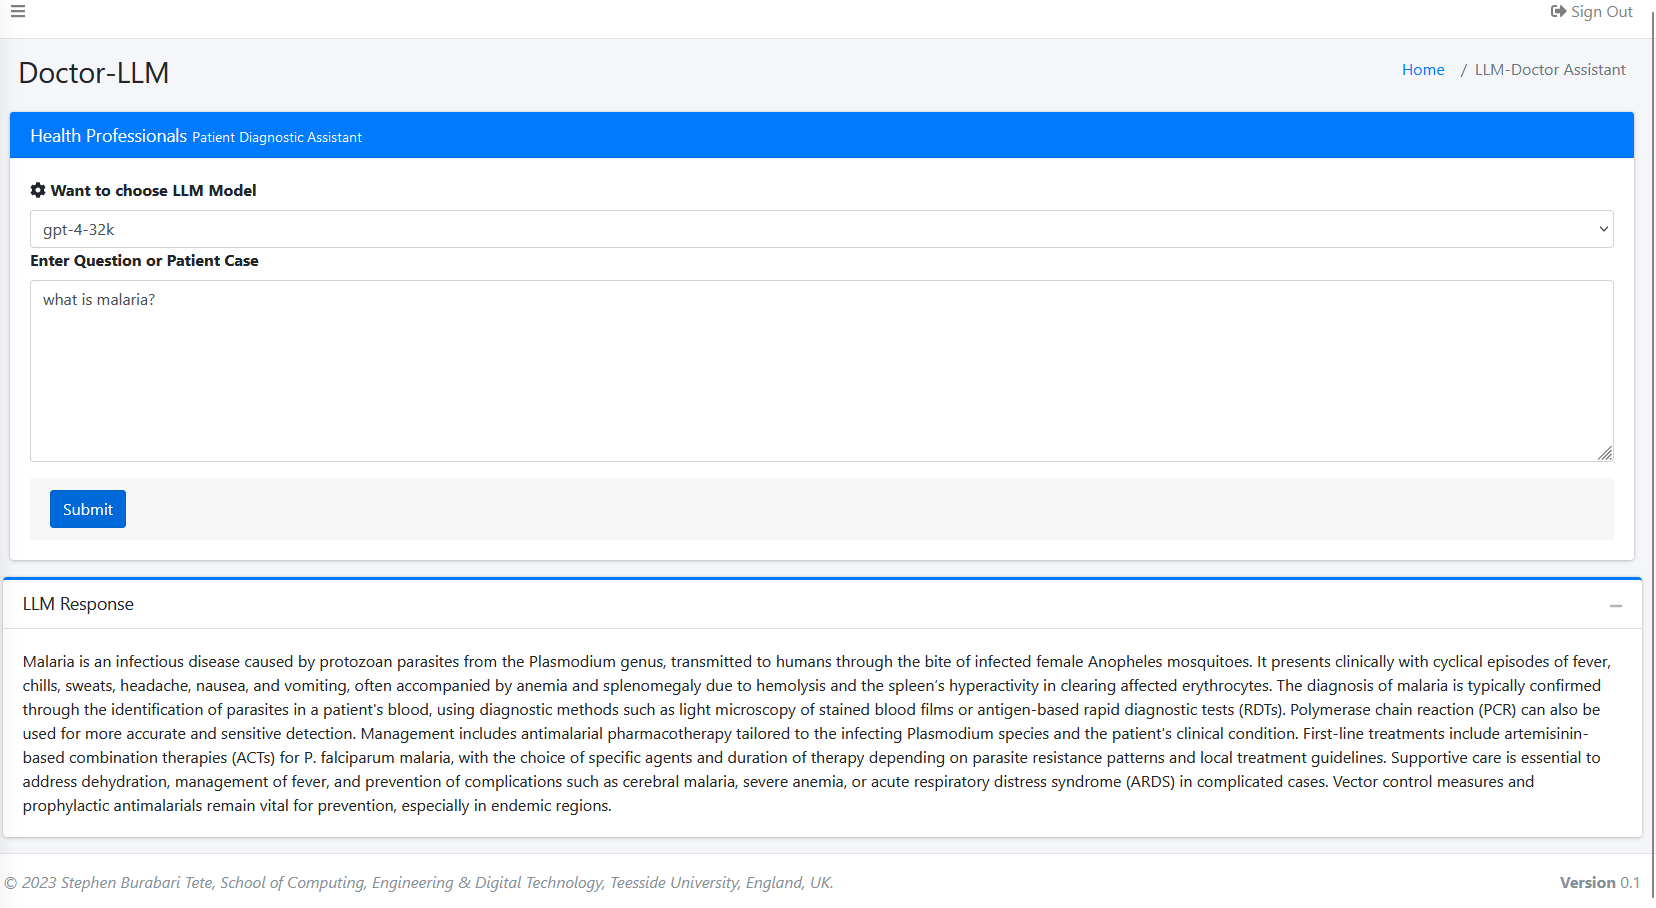 Sign Out
Doctor-LLM
Home / LLM-Doctor Assistant
Health Professionals Patient Diagnostic Assistant
Want to choose LLM Model
gpt-4-32k
Enter Question or Patient Case
what is malaria?
Submit
LLM Response
Malaria is an infectious disease caused by protozoan parasites from the Plasmodium genus, transmitted to humans through the bite of infected female Anopheles mosquitoes. It presents clinically with cyclical episodes of fever,
chills, sweats, headache, nausea, and vomiting, often accompanied by anemia and splenomegaly due to hemolysis and the spleen's hyperactivity in clearing affected erythrocytes. The diagnosis of malaria is typically confirmed
through the identification of parasites in a patient's blood, using diagnostic methods such as light microscopy of stained blood films or antigen-based rapid diagnostic tests (RDTs). Polymerase chain reaction (PCR) can also be
used for more accurate and sensitive detection. Management includes antimalarial pharmacotherapy tailored to the infecting Plasmodium species and the patient's clinical condition. First-line treatments include artemisinin-
based combination therapies (ACTs) for P. falciparum malaria, with the choice of specific agents and duration of therapy depending on parasite resistance patterns and local treatment guidelines. Supportive care is essential to
address dehydration, management of fever, and prevention of complications such as cerebral malaria, severe anemia, or acute respiratory distress syndrome (ARDS) in complicated cases. Vector control measures and
prophylactic antimalarials remain vital for prevention, especially in endemic regions.
© 2023 Stephen Burabari Tete, School of Computing, Engineering & Digital Technology, Teesside University, England, UK.
Version 0.1